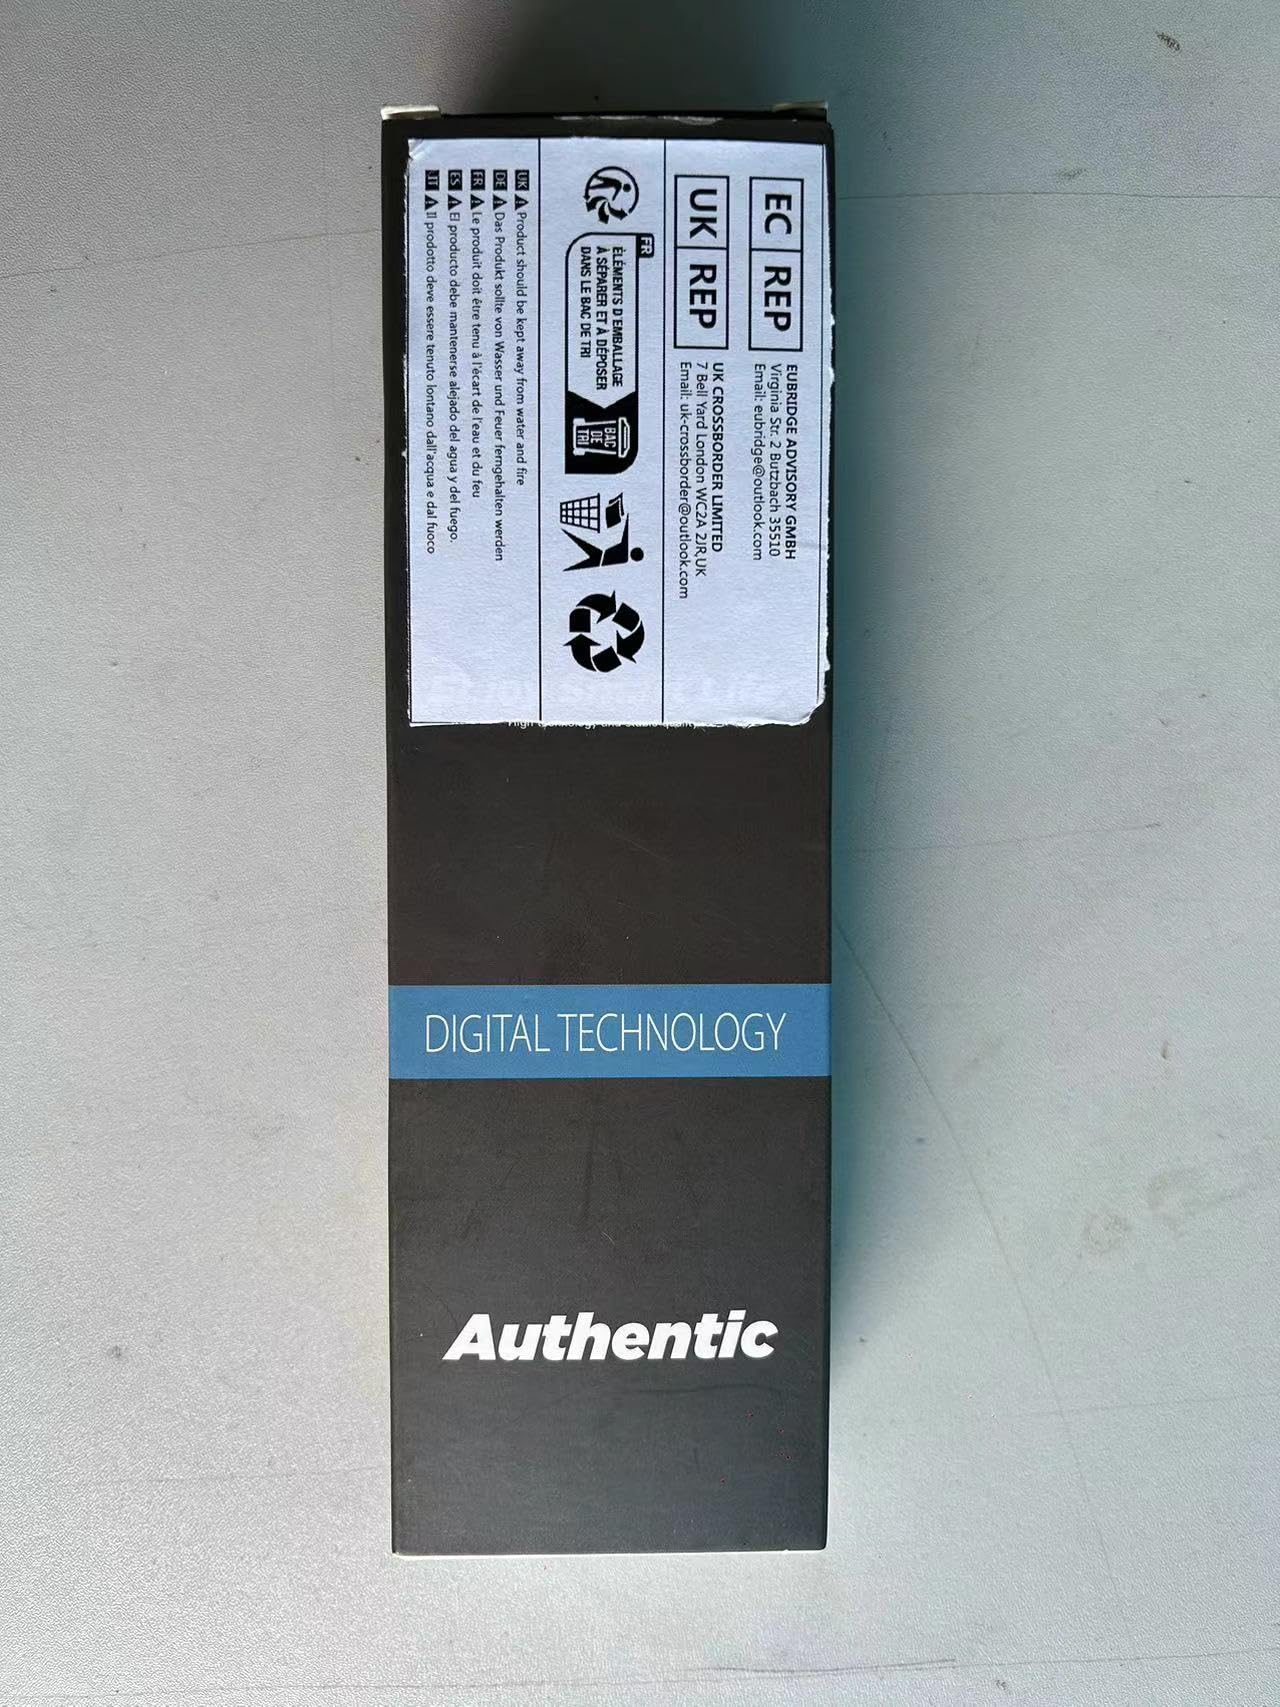 EC REP
EUBRIDGE ADVISORY GMBH
Virginia Str. 2 Butzbach 35510
Email: eubridge@outlook.com
UK REP
UK CROSSBORDER LIMITED
7 Bell Yard London WC2A 2JR,UK
Email: uk-crossborder@outlook.com
FR
ÉLÉMENTS D'EMBALLAGE
À SÉPARER ET À DÉPOSER
DANS LE BAC DE TRI
BAC
DE
TRI
UK Product should be kept away from water and fire
DE Das Produkt sollte von Wasser und Feuer ferngehalten werden
FR Le produit doit être tenu à l'écart de l'eau et du feu
ES El producto debe mantenerse alejado del agua y del fuego.
IT Il prodotto deve essere tenuto lontano dall'acqua e dal fuoco
DIGITAL TECHNOLOGY
Authentic